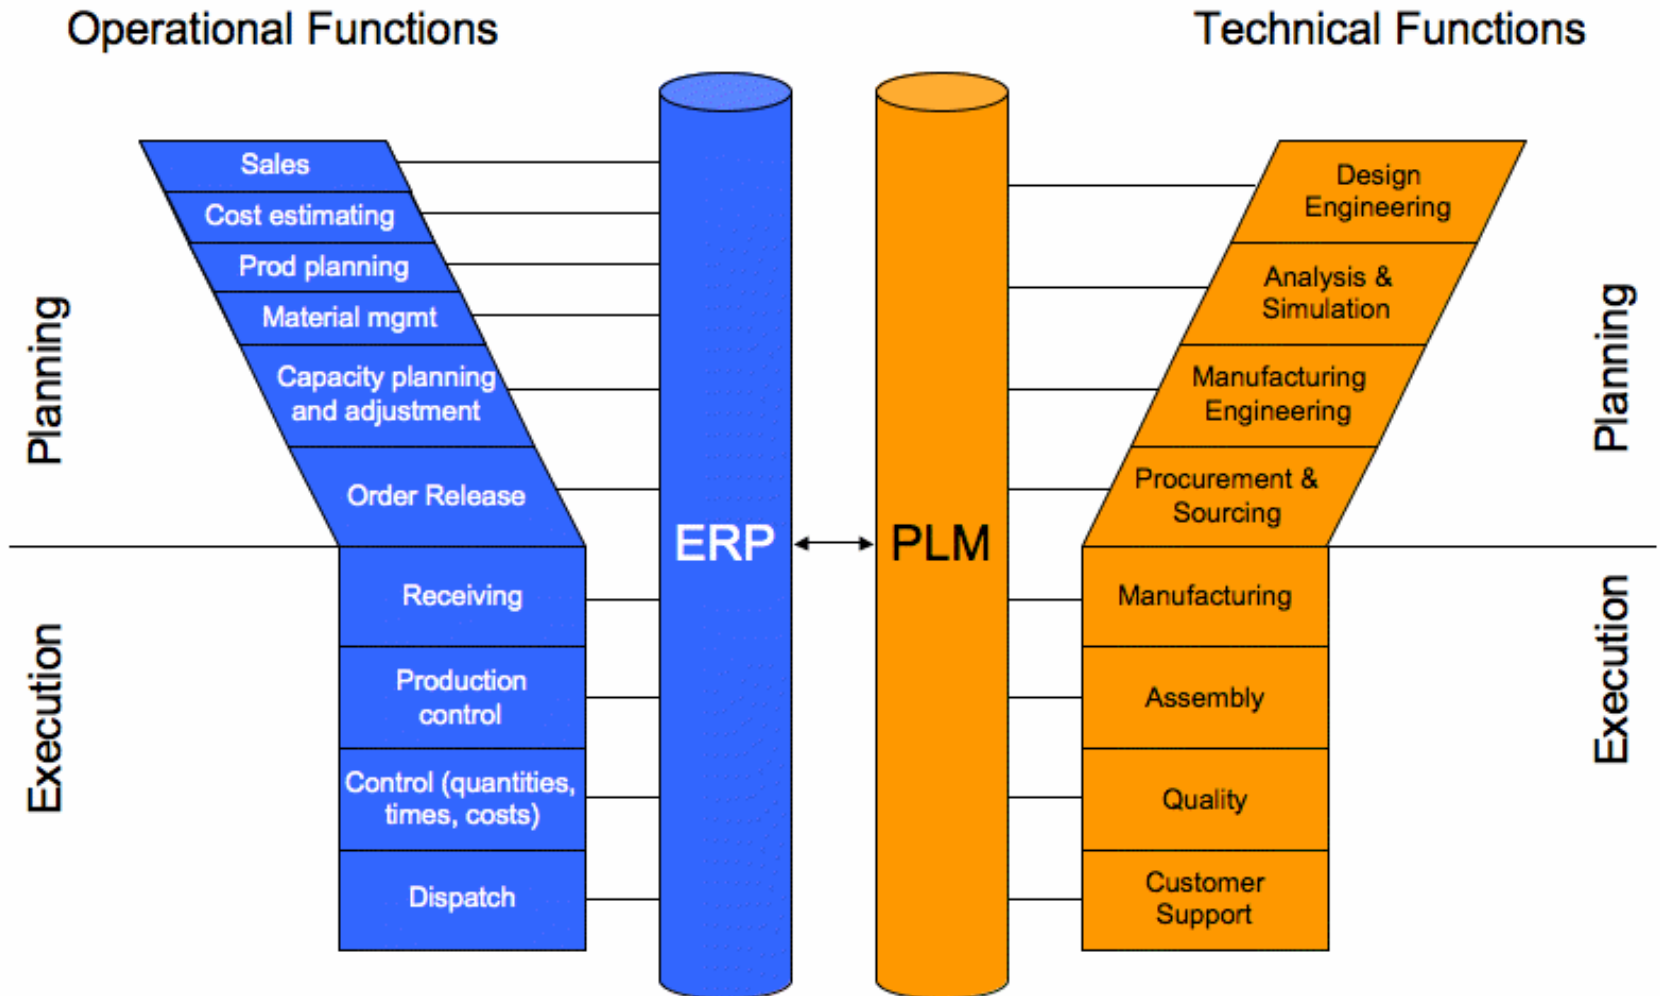 Operational Functions
Technical Functions
Planning
Execution
Sales
Cost estimating
Prod planning
Material mgmt
Capacity planning
and adjustment
Order Release
Receiving
Production
control
Control (quantities,
times, costs)
Dispatch
ERP
PLM
Design
Engineering
Analysis &
Simulation
Manufacturing
Engineering
Procurement &
Sourcing
Manufacturing
Assembly
Quality
Customer
Support
Planning
Execution